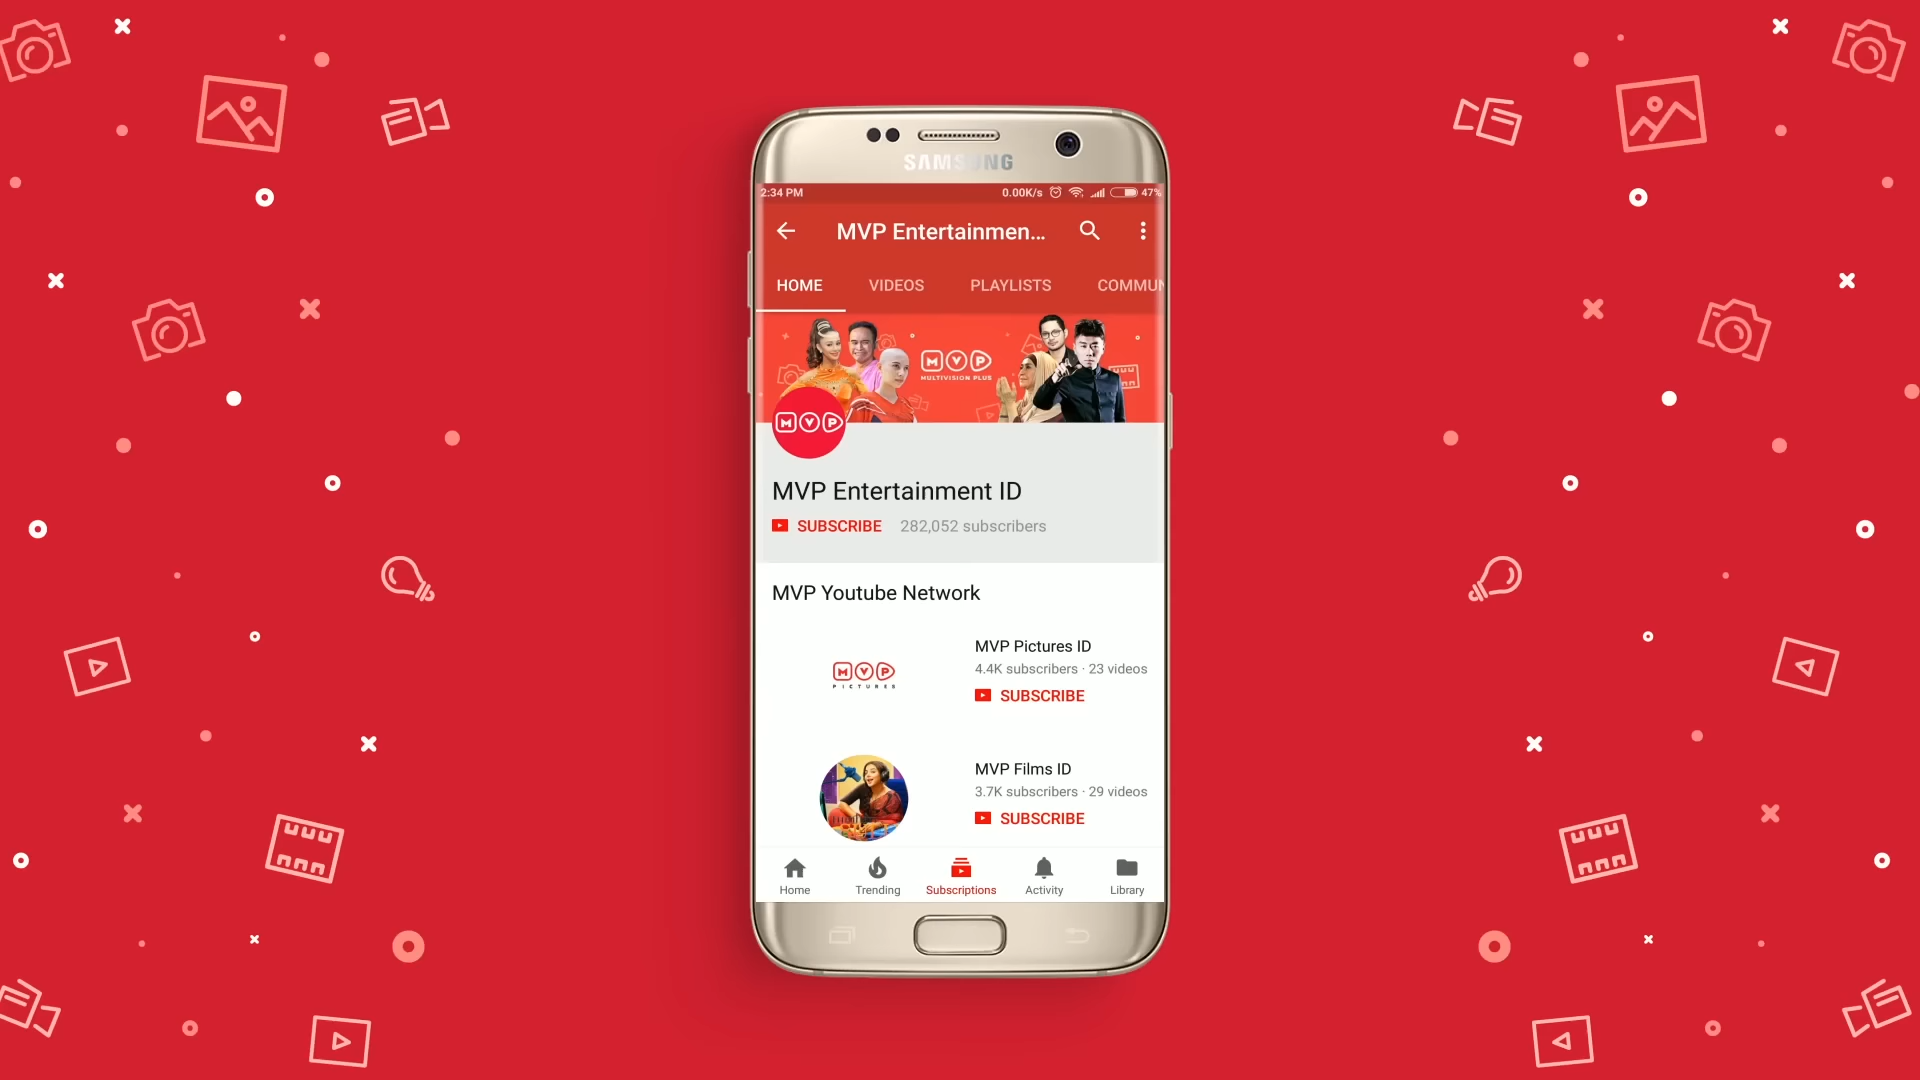 SAMSUNG
2:34 PM 0.00K/s 47%
MVP Entertainmen...
HOME VIDEOS PLAYLISTS COMMUN
MVP
MULTIVISION PLUS
MVP
MVP Entertainment ID
SUBSCRIBE 282,052 subscribers
MVP Youtube Network
MVP Pictures ID
4.4K subscribers · 23 videos
MVP
PICTURES
SUBSCRIBE
MVP Films ID
3.7K subscribers · 29 videos
SUBSCRIBE
Home Trending Subscriptions Activity Library